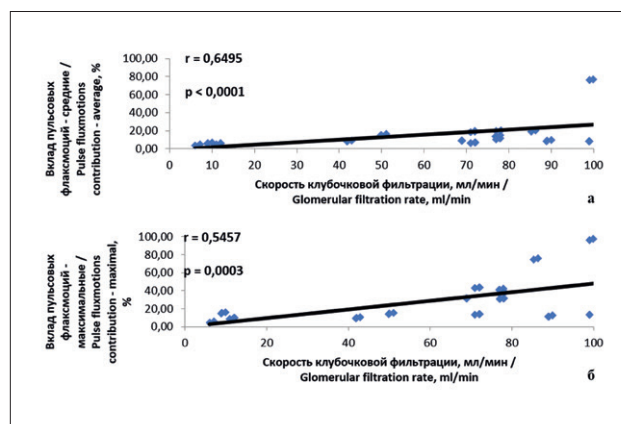 Вклад пульсовых
флаксмоций - средние /
Pulse fluxmotions
contribution - average, %
100,00
80,00
60,00
40,00
20,00
0,00
r = 0,6495
p < 0,0001
0
10
20
30
40
50
60
70
80
90
100
Скорость клубочковой фильтрации, мл/мин /
Glomerular filtration rate, ml/min
а
Вклад пульсовых
флаксмоций -
максимальные /
Pulse fluxmotions
contribution - maximal,
%
100,00
80,00
60,00
40,00
20,00
0,00
r = 0,5457
p = 0,0003
0
20
40
60
80
100
Скорость клубочковой фильтрации, мл/мин /
Glomerular filtration rate, ml/min
б